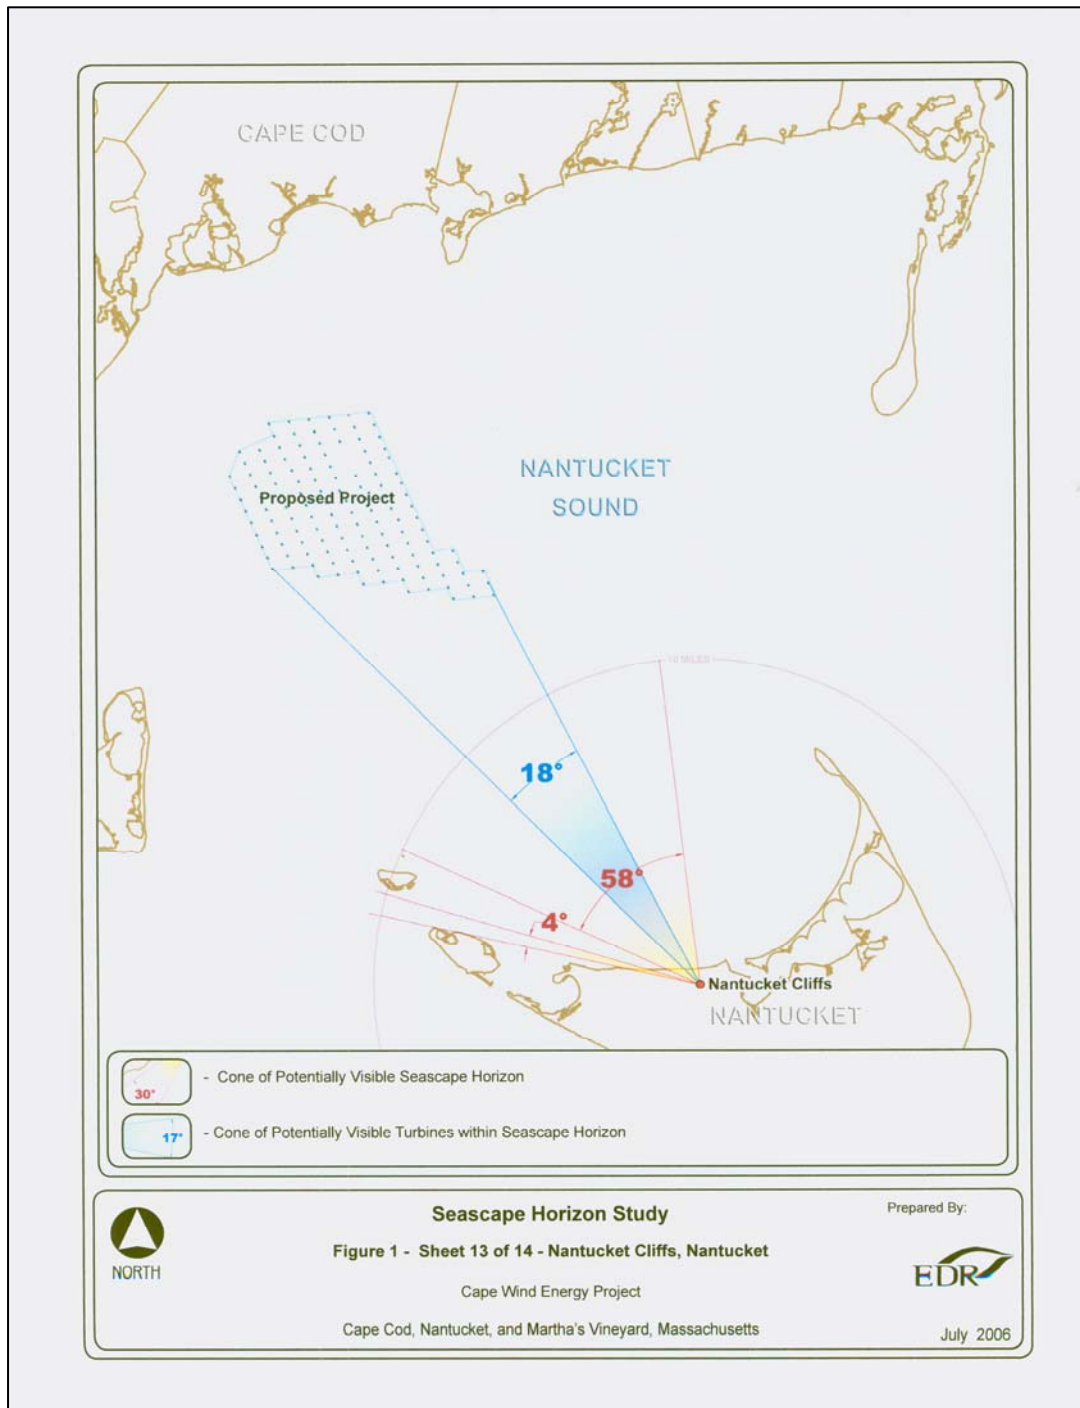 CAPE COD
NANTUCKET
SOUND
Proposed Project
10 MILES
18°
58°
4°
Nantucket Cliffs
NANTUCKET
30°
- Cone of Potentially Visible Seascape Horizon
17°
- Cone of Potentially Visible Turbines within Seascape Horizon
NORTH
Seascape Horizon Study
Figure 1 - Sheet 13 of 14 - Nantucket Cliffs, Nantucket
Cape Wind Energy Project
Cape Cod, Nantucket, and Martha's Vineyard, Massachusetts
Prepared By:
EDR
July 2006